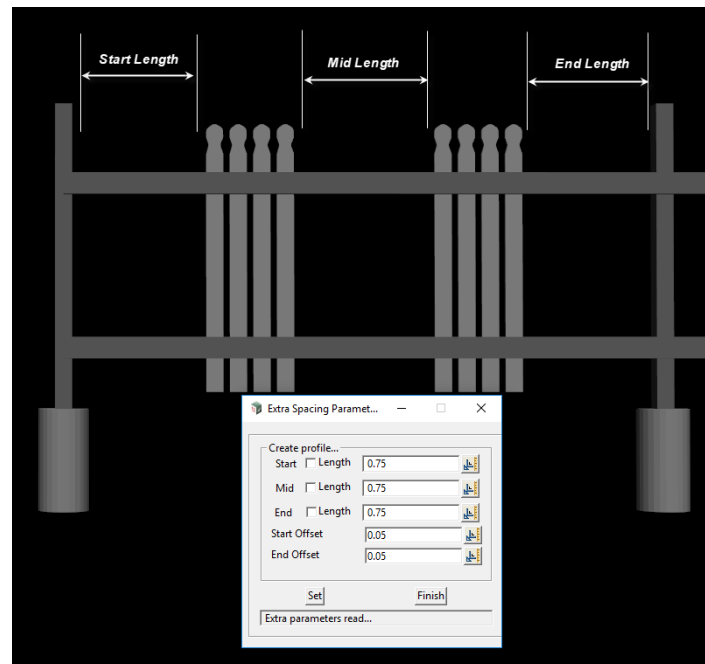 Start Length
Mid Length
End Length
Extra Spacing Paramet...
Create profile...
Start Length 0.75
Mid Length 0.75
End Length 0.75
Start Offset 0.05
End Offset 0.05
Set Finish
Extra parameters read...